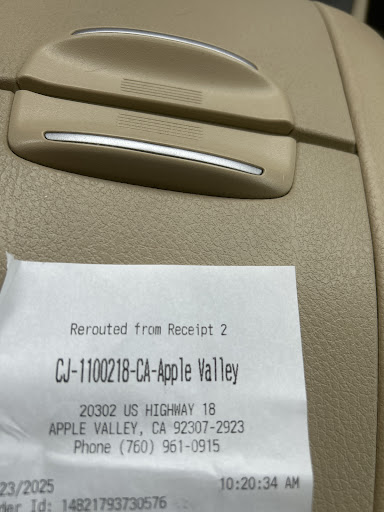 Rerouted from Receipt 2
CJ-1100218-CA-Apple Valley
20302 US HIGHWAY 18
APPLE VALLEY, CA 92307-2923
Phone (760) 961-0915
23/2025 10:20:34 AM
der Id: 14821793730576